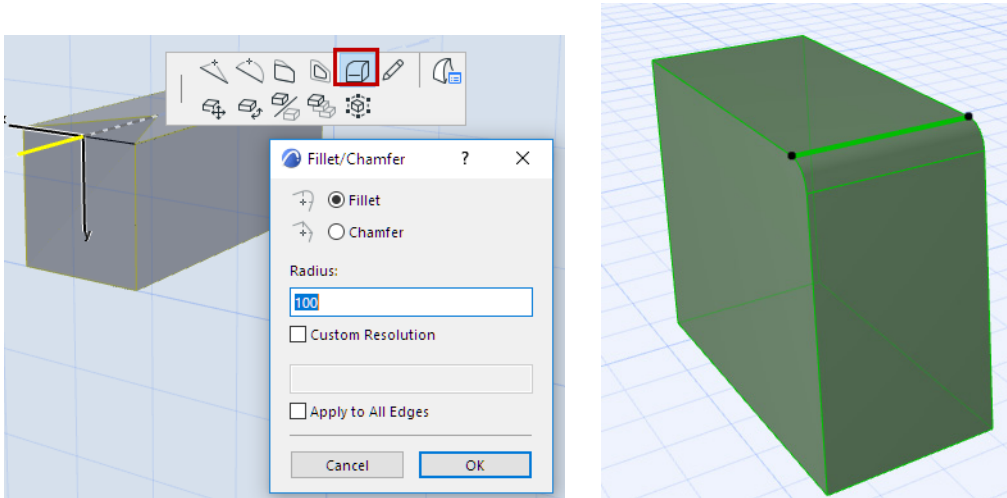 Fillet/Chamfer ? ×
Fillet
Chamfer
Radius:
100
Custom Resolution
Apply to All Edges
Cancel OK
y